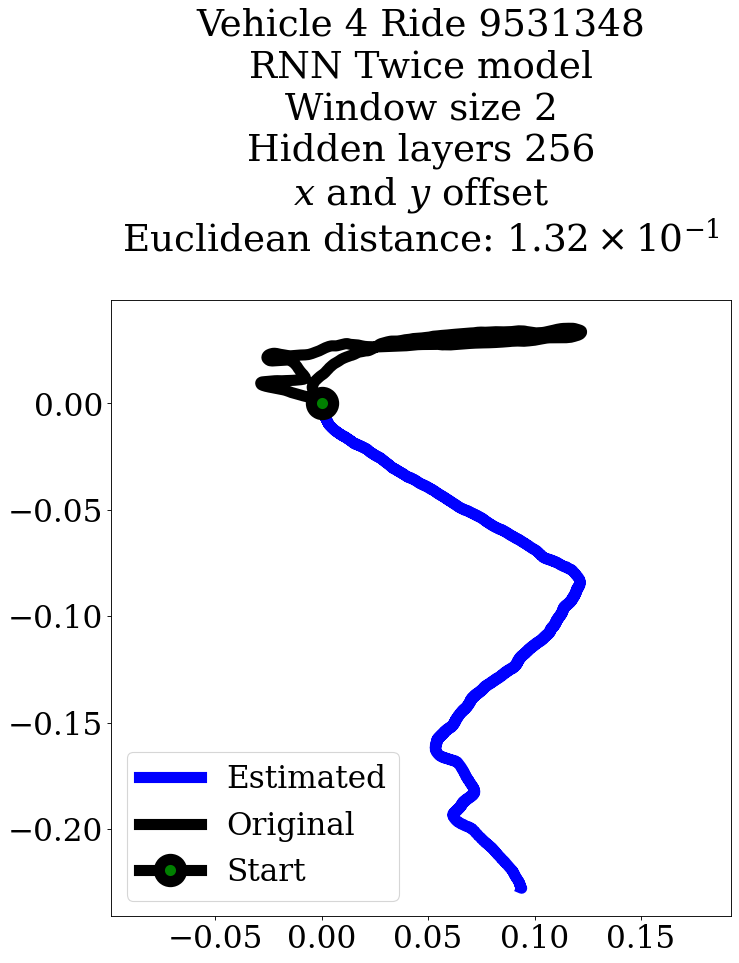 Vehicle 4 Ride 9531348
RNN Twice model
Window size 2
Hidden layers 256
x and y offset
Euclidean distance: 1.32 × 10⁻¹
0.00
−0.05
−0.10
−0.15
−0.20
Estimated
Original
Start
−0.05 0.00 0.05 0.10 0.15